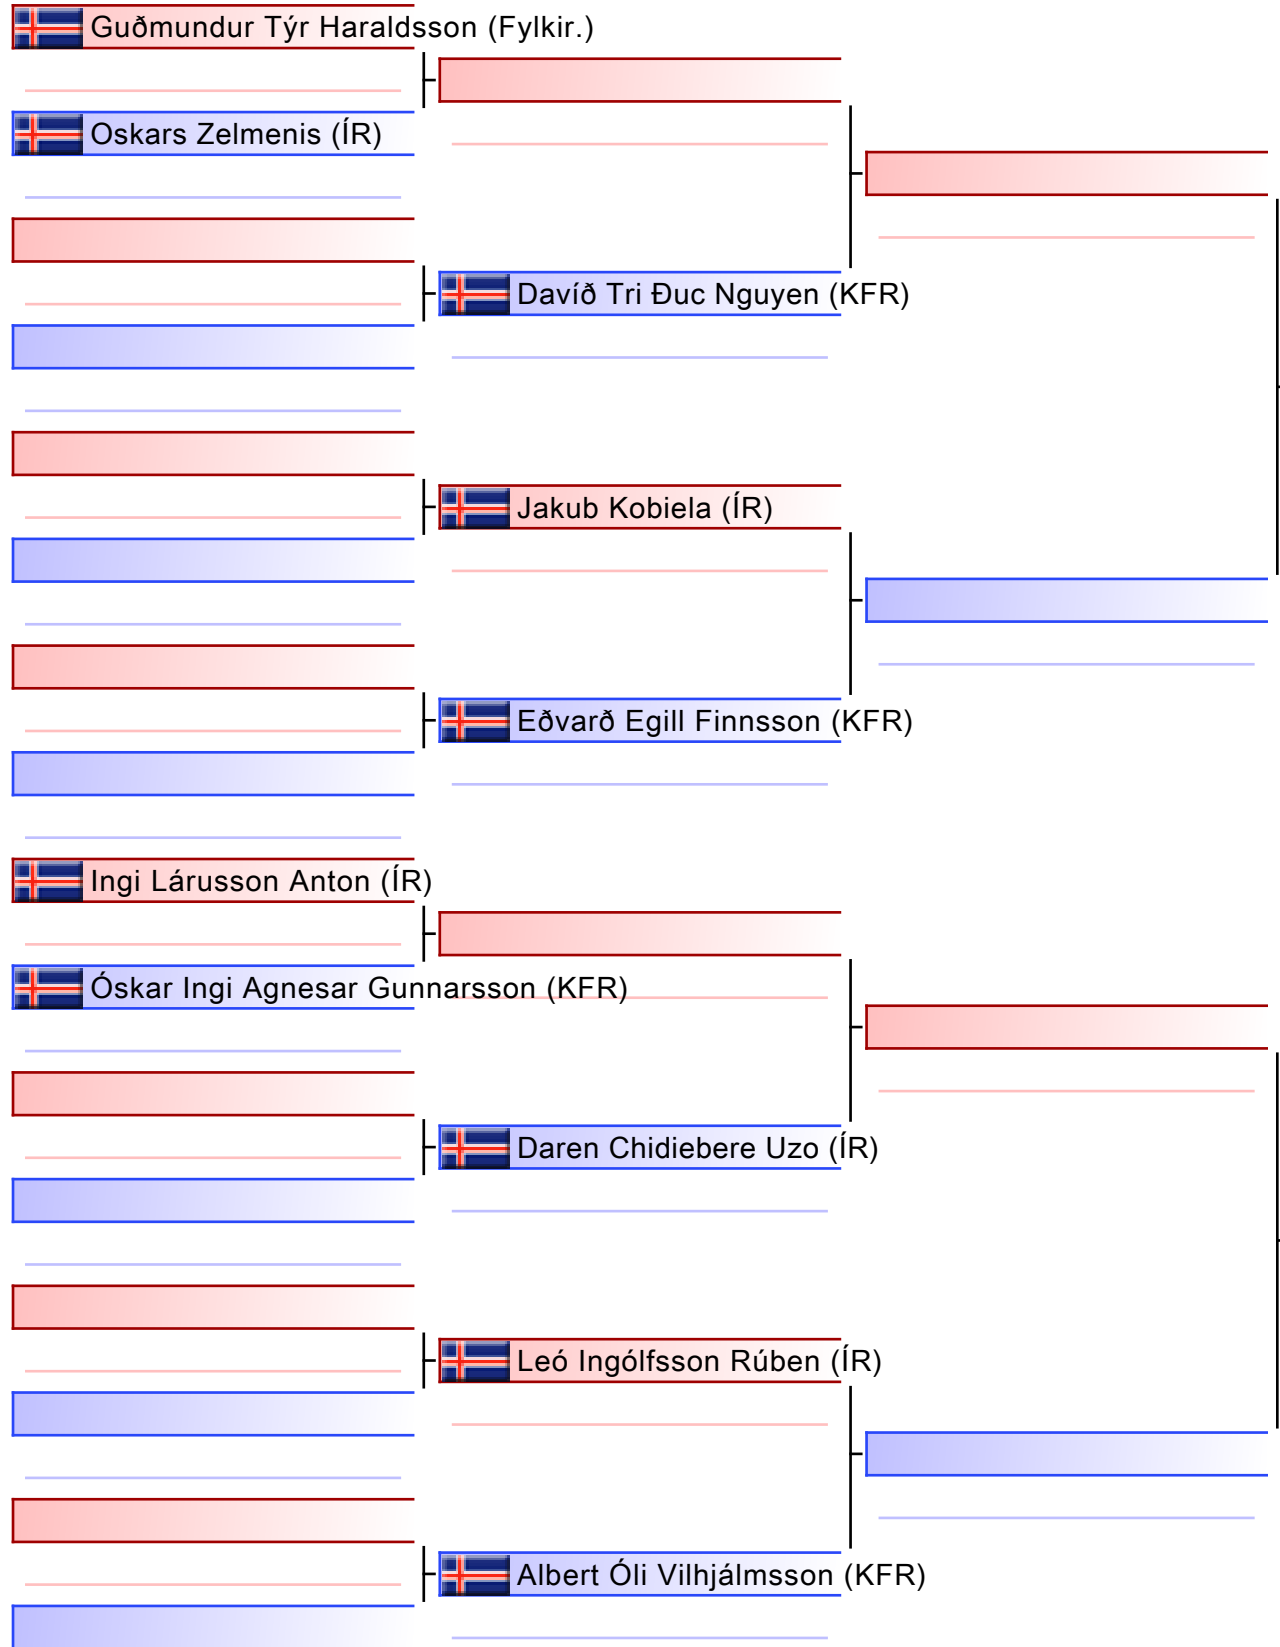 Guðmundur Týr Haraldsson (Fylkir.)
Oskars Zelmenis (ÍR)
Davíð Tri Đuc Nguyen (KFR)
Jakub Kobiela (ÍR)
Eðvarð Egill Finnsson (KFR)
Ingi Lárusson Anton (ÍR)
Óskar Ingi Agnesar Gunnarsson (KFR)
Daren Chidiebere Uzo (ÍR)
Leó Ingólfsson Rúben (ÍR)
Albert Óli Vilhjálmsson (KFR)